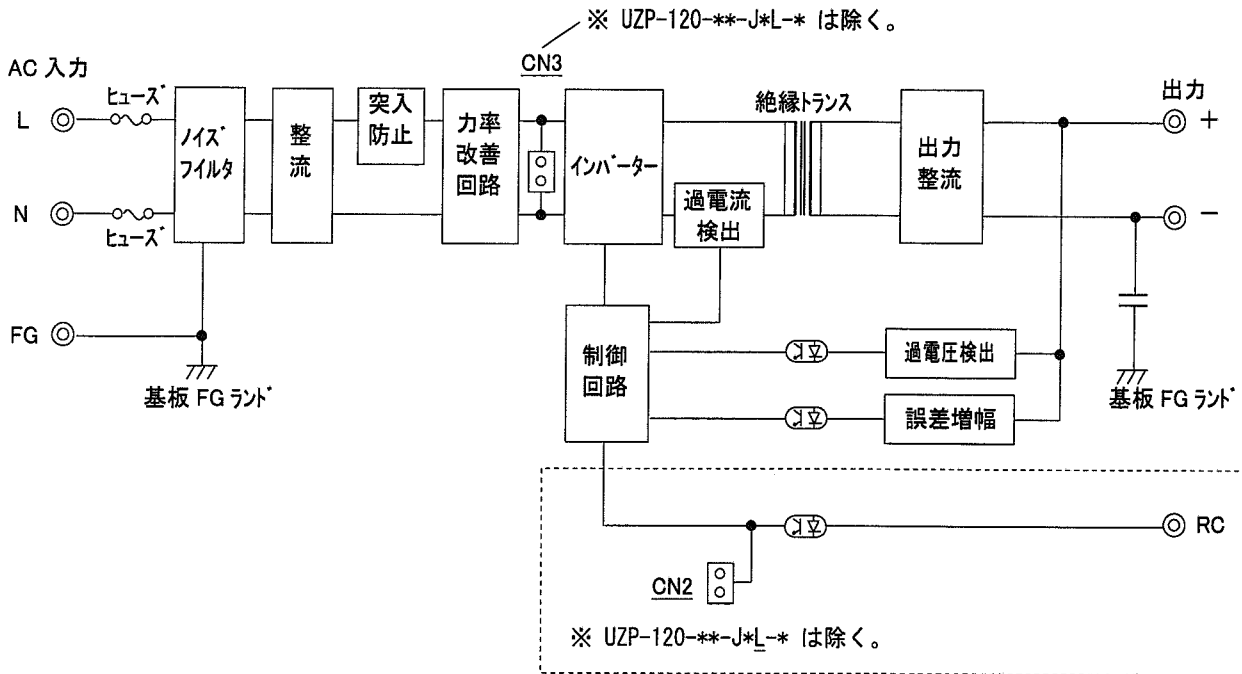 ※ UZP-120-**-J*L-* は除く。
CN3
AC 入力
L
ヒューズ
ノイズ
フイルタ
整
流
突入
防止
力率
改善
回路
インバーター
絶縁トランス
出力
整流
出力
+
N
ヒューズ
過電流
検出
−
FG
基板 FG ランド
制御
回路
過電圧検出
誤差増幅
基板 FG ランド
RC
CN2
※ UZP-120-**-J*L-* は除く。